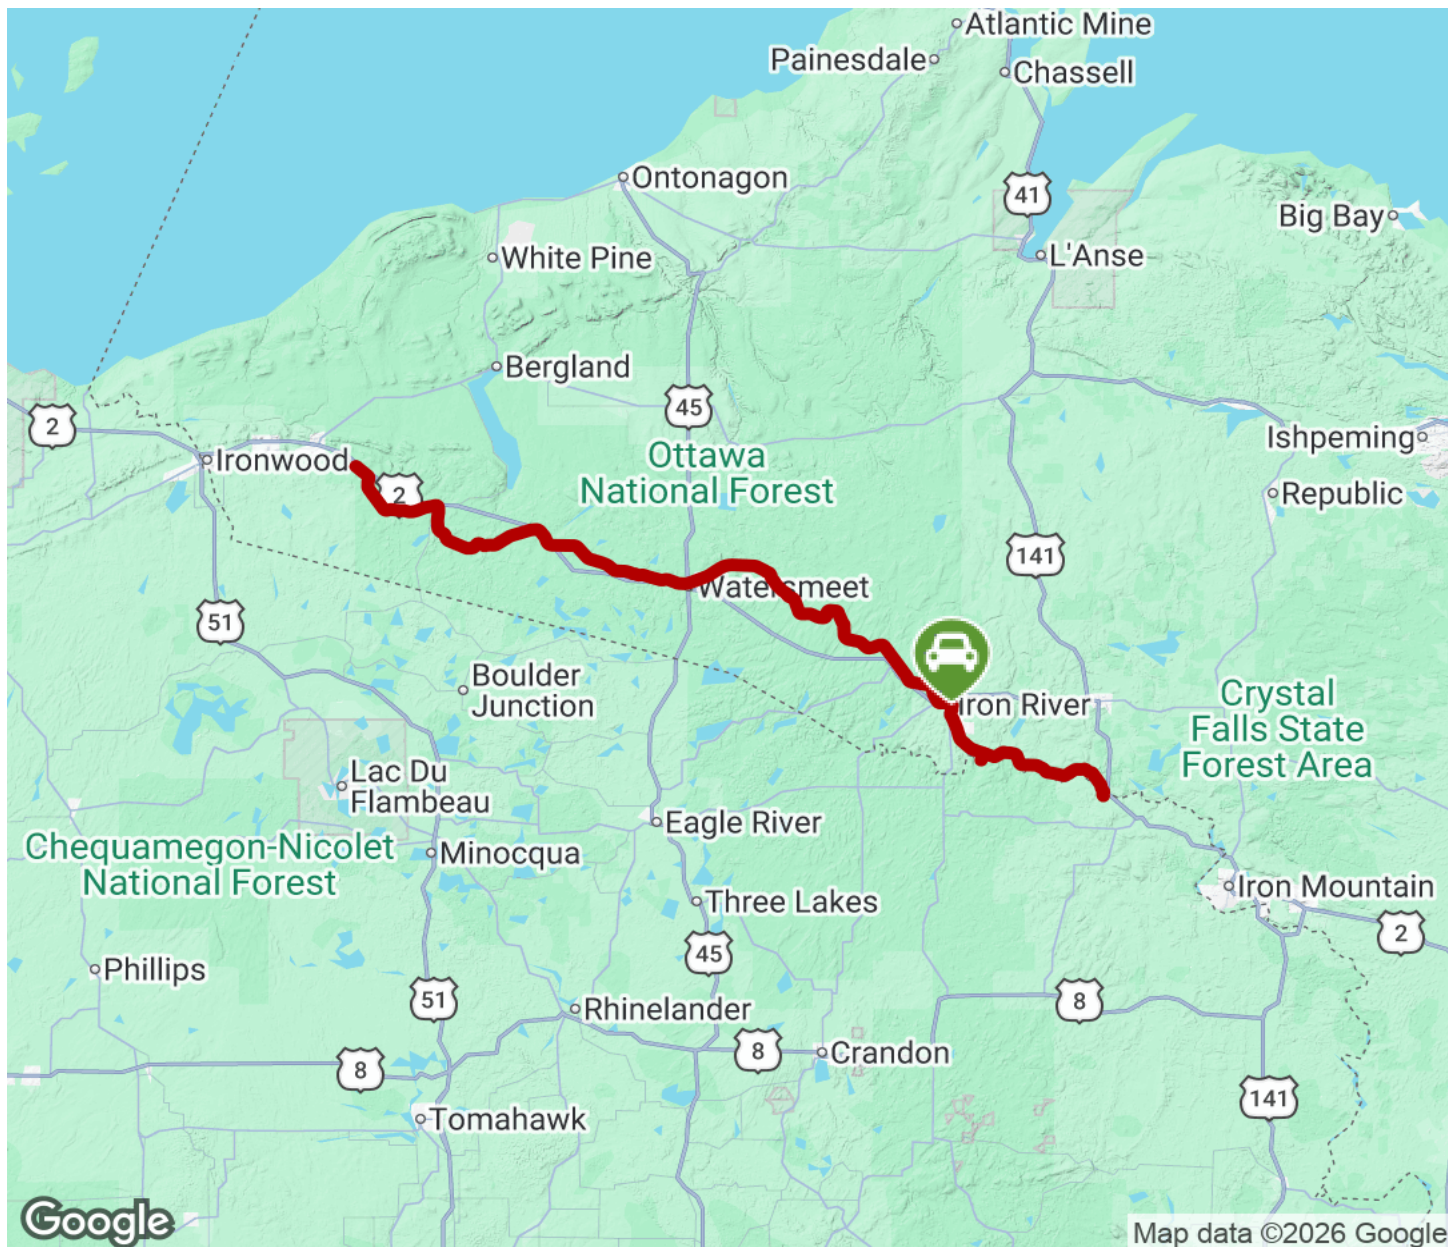 Atlantic Mine
Painesdale
Chassell
Ontonagon
41
Big Bay
White Pine
L'Anse
Bergland
45
2
Ishpeming
Ironwood
Ottawa
National Forest
2
Republic
141
Watersmeet
51
Boulder
Junction
Iron River
Crystal
Falls State
Forest Area
Lac Du
Flambeau
Eagle River
Chequamegon-Nicolet
National Forest
Minocqua
Iron Mountain
Three Lakes
2
45
Phillips
51
8
Rhinelander
8
Crandon
8
141
Tomahawk
Google
Map data ©2026 Google